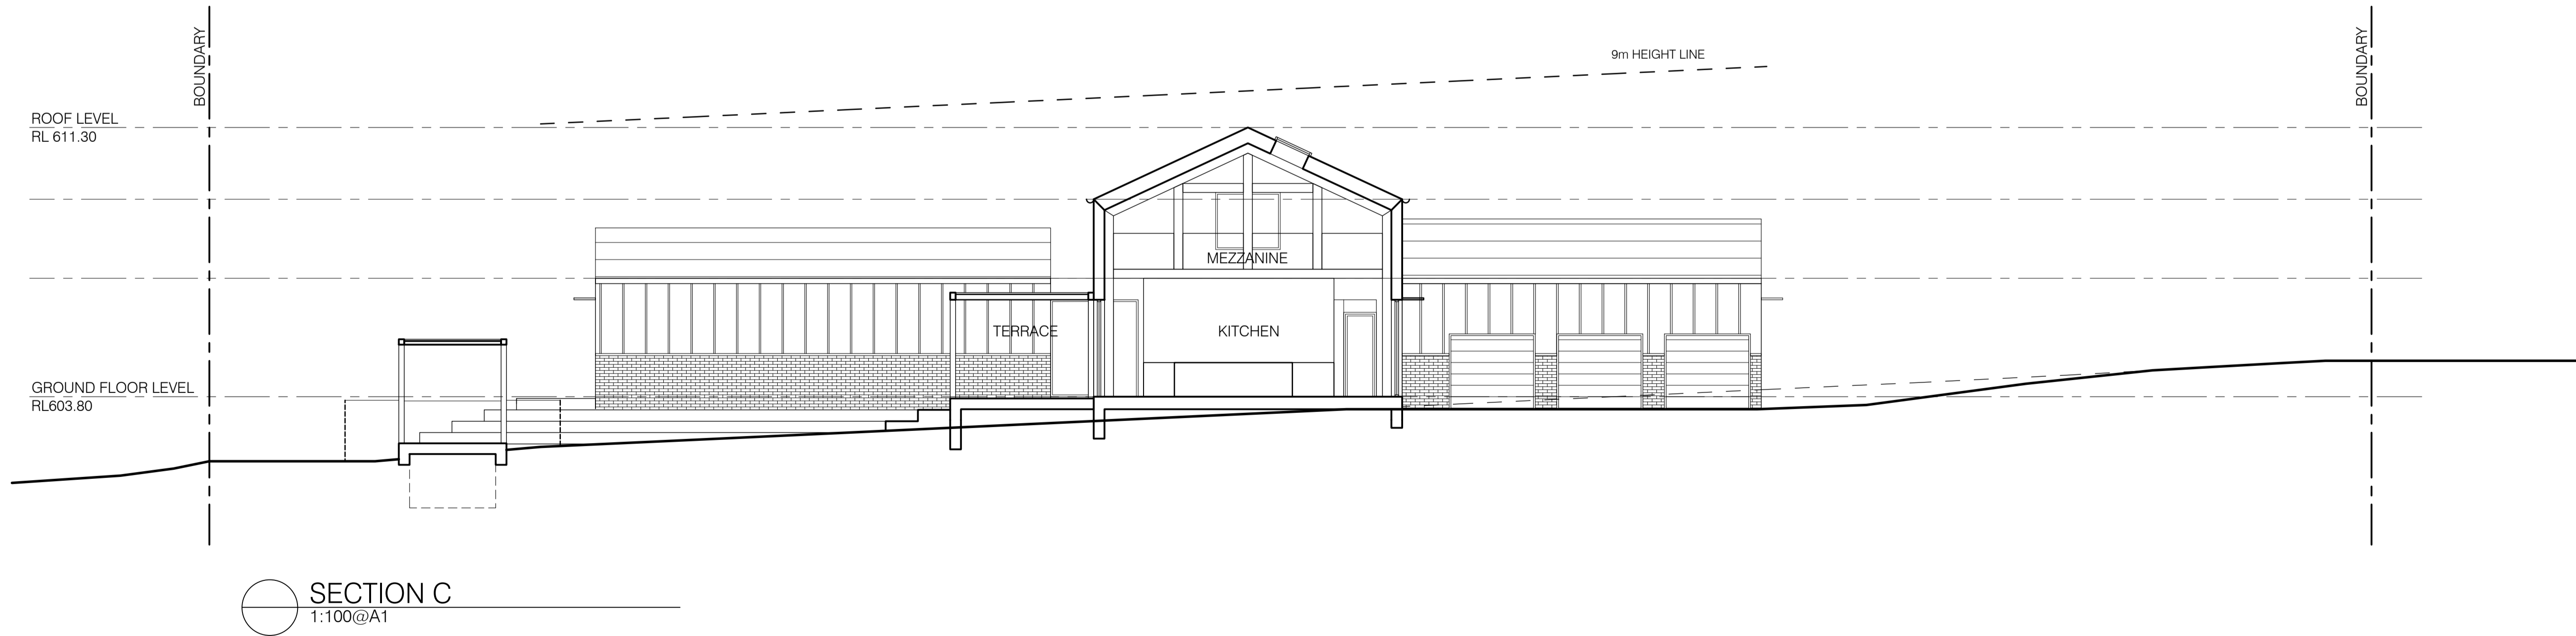 BOUNDARY
9m HEIGHT LINE
BOUNDARY
ROOF LEVEL
RL 611.30
MEZZANINE
TERRACE
KITCHEN
GROUND FLOOR LEVEL
RL603.80
SECTION C
1:100@A1